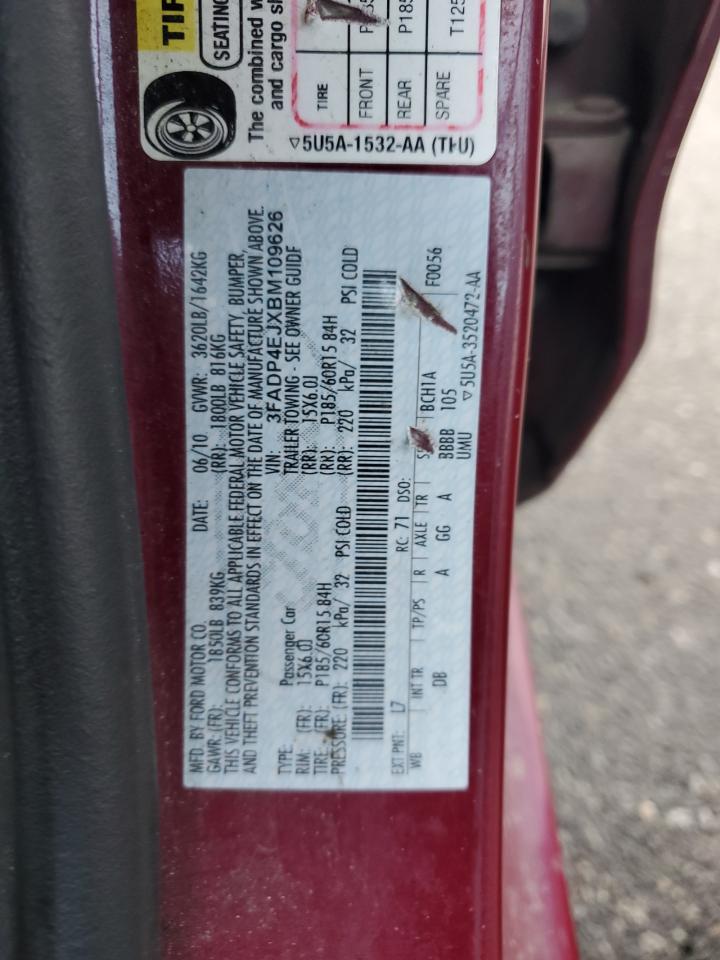 TIR
SEATING
The combined w
and cargo sh
TIRE
FRONT
REAR P185
SPARE T125
▽5U5A-1532-AA (THU)
MFD. BY FORD MOTOR CO. DATE: 06/10 GVWR: 3620LB/1642KG
GAWR: (FR): 1850LB 839KG (RR): 1800LB 816KG
THIS VEHICLE CONFORMS TO ALL APPLICABLE FEDERAL MOTOR VEHICLE SAFETY, BUMPER,
AND THEFT PREVENTION STANDARDS IN EFFECT ON THE DATE OF MANUFACTURE SHOWN ABOVE.
VIN: 3FADP4EJXBM109626
TYPE: Passenger Car TRAILER TOWING - SEE OWNER GUIDE
RIM: (FR): 15X6.0J (RR): 15X6.0J
TIRE: (FR): P185/60R15 84H (RR): P185/60R15 84H
PRESSURE: (FR): 220 kPa/ 32 PSI COLD (RR): 220 kPa/ 32 PSI COLD
EXT PNT: L7 RC: 71 DSO: F0056
WB INT TR TP/PS R AXLE TR S BCH1A
DB A GG A BBBB 105
UMU ▽5U5A-3520472-AA